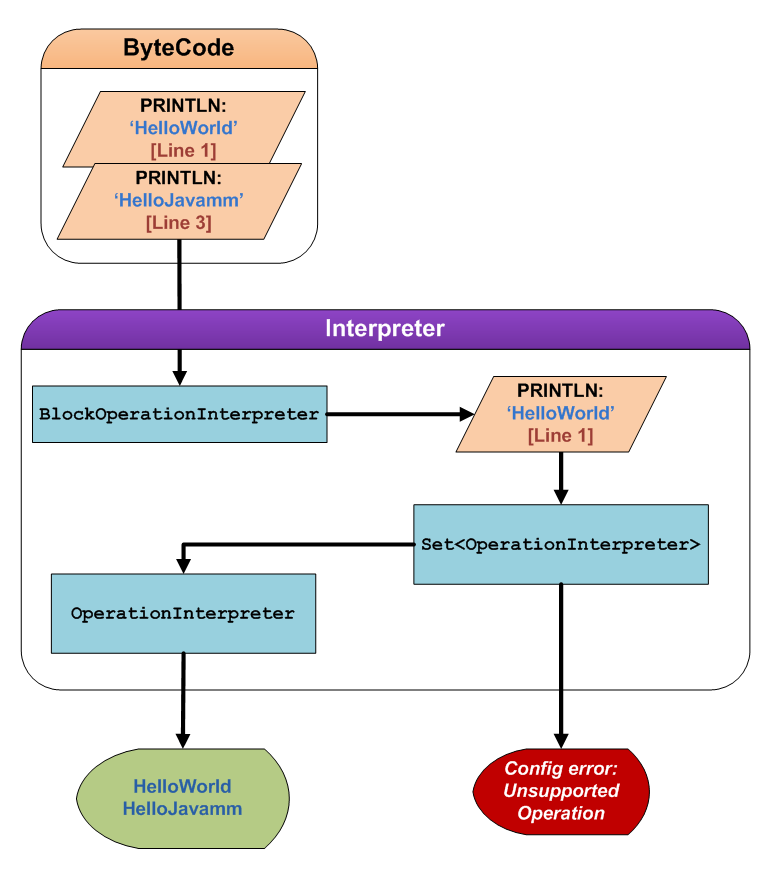 ByteCode
PRINTLN:
‘HelloWorld’
[Line 1]
PRINTLN:
‘HelloJavamm’
[Line 3]
Interpreter
BlockOperationInterpreter
PRINTLN:
‘HelloWorld’
[Line 1]
Set<OperationInterpreter>
OperationInterpreter
HelloWorld
HelloJavamm
Config error:
Unsupported
Operation